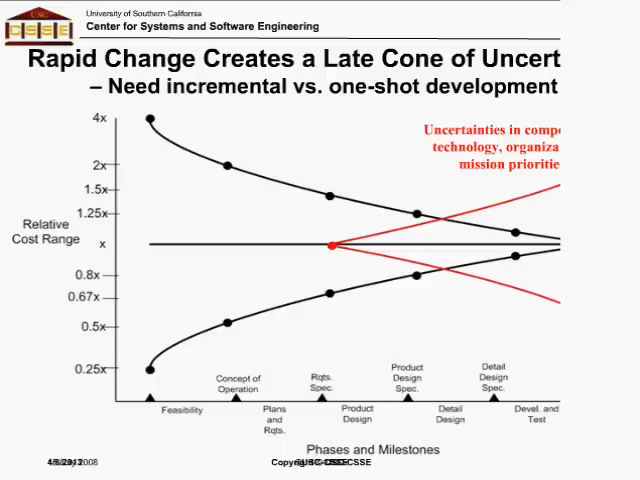 USC
CSSE
University of Southern California
Center for Systems and Software Engineering
Rapid Change Creates a Late Cone of Uncert
– Need incremental vs. one-shot development
Uncertainties in compe
technology, organiza
mission prioritie
4x
2x
1.5x
1.25x
Relative
Cost Range
x
0.8x
0.67x
0.5x
0.25x
Concept of
Operation
Rqts.
Spec.
Product
Design
Spec.
Detail
Design
Spec.
Feasibility
Plans
and
Rqts.
Product
Design
Detail
Design
Devel. and
Test
Phases and Milestones
2008
Copyright
CSSE